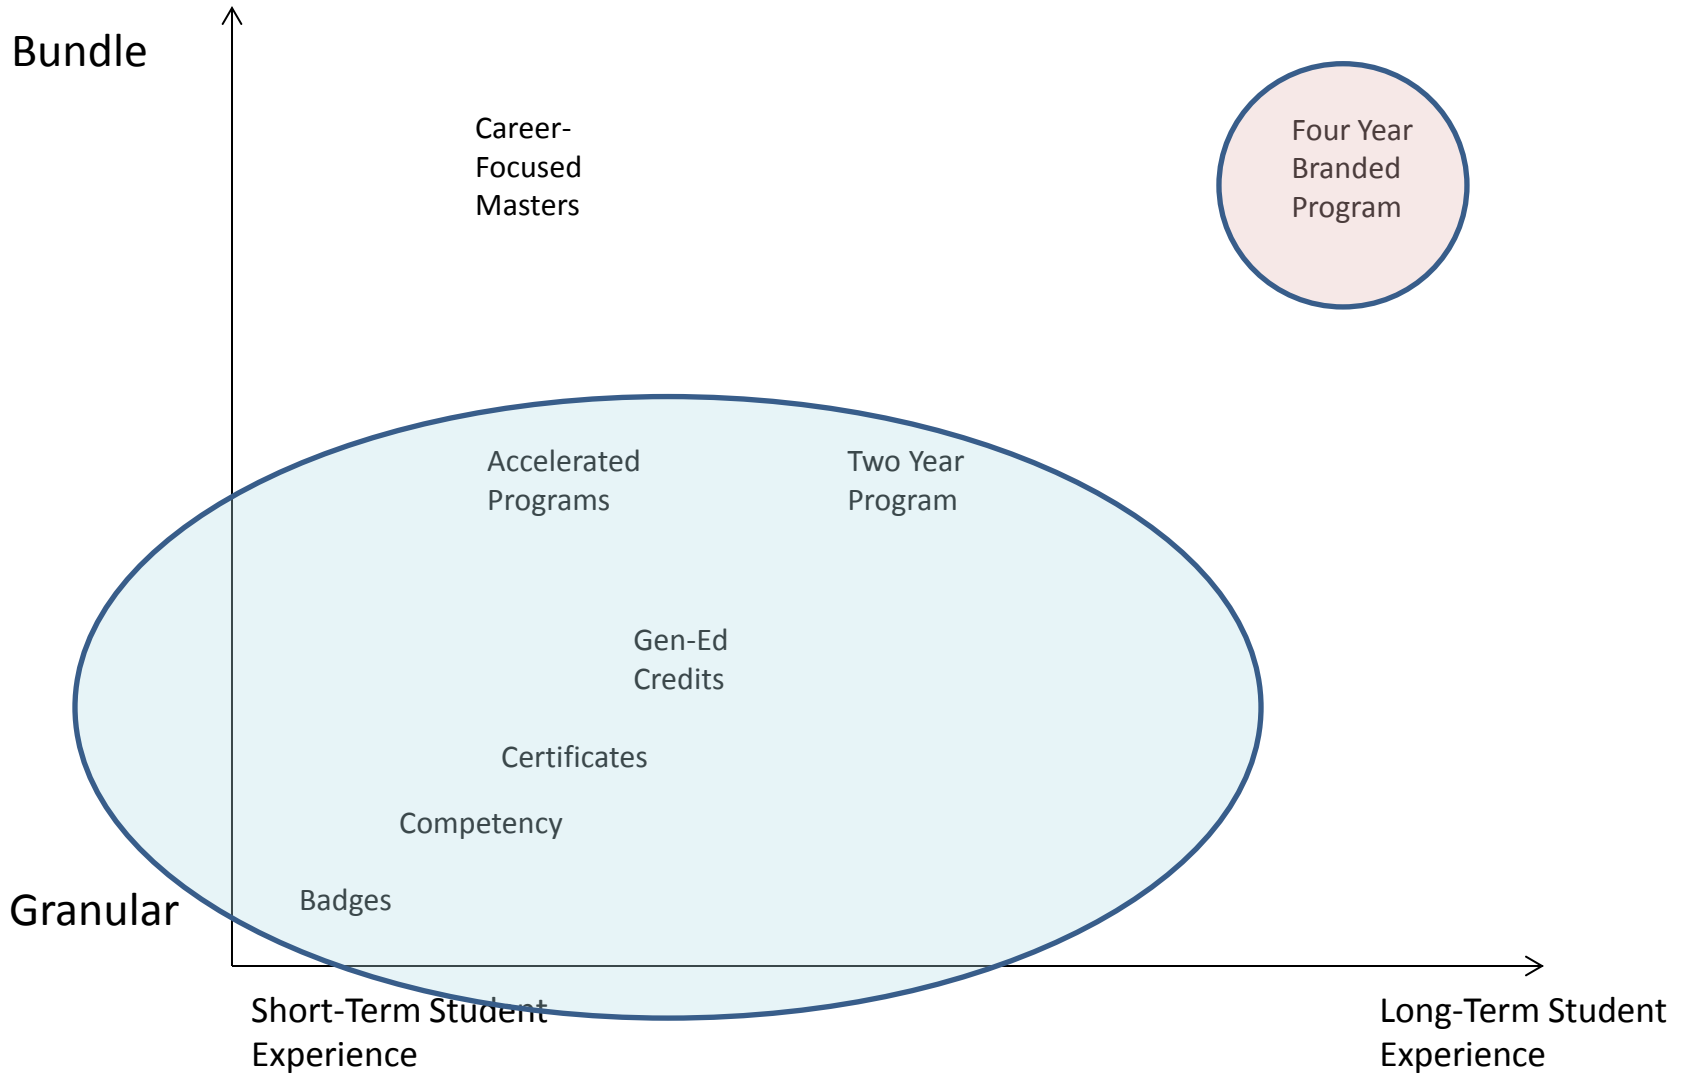 Bundle
Career-
Focused
Masters
Four Year
Branded
Program
Accelerated
Programs
Two Year
Program
Gen-Ed
Credits
Certificates
Competency
Badges
Granular
Short-Term Student
Experience
Long-Term Student
Experience